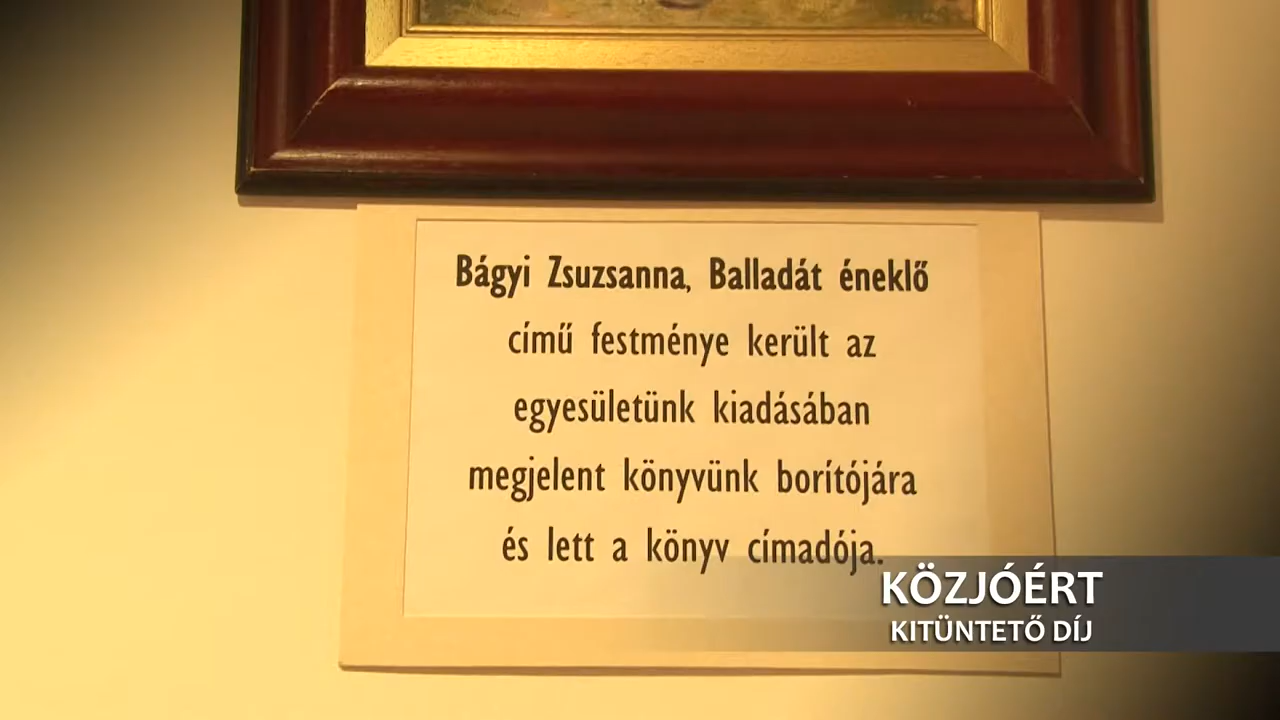 Bágyi Zsuzsanna, Balladát éneklő
című festménye került az
egyesületünk kiadásában
megjelent könyvünk borítójára
és lett a könyv címadója.
KÖZJÓÉRT
KITÜNTETŐ DÍJ